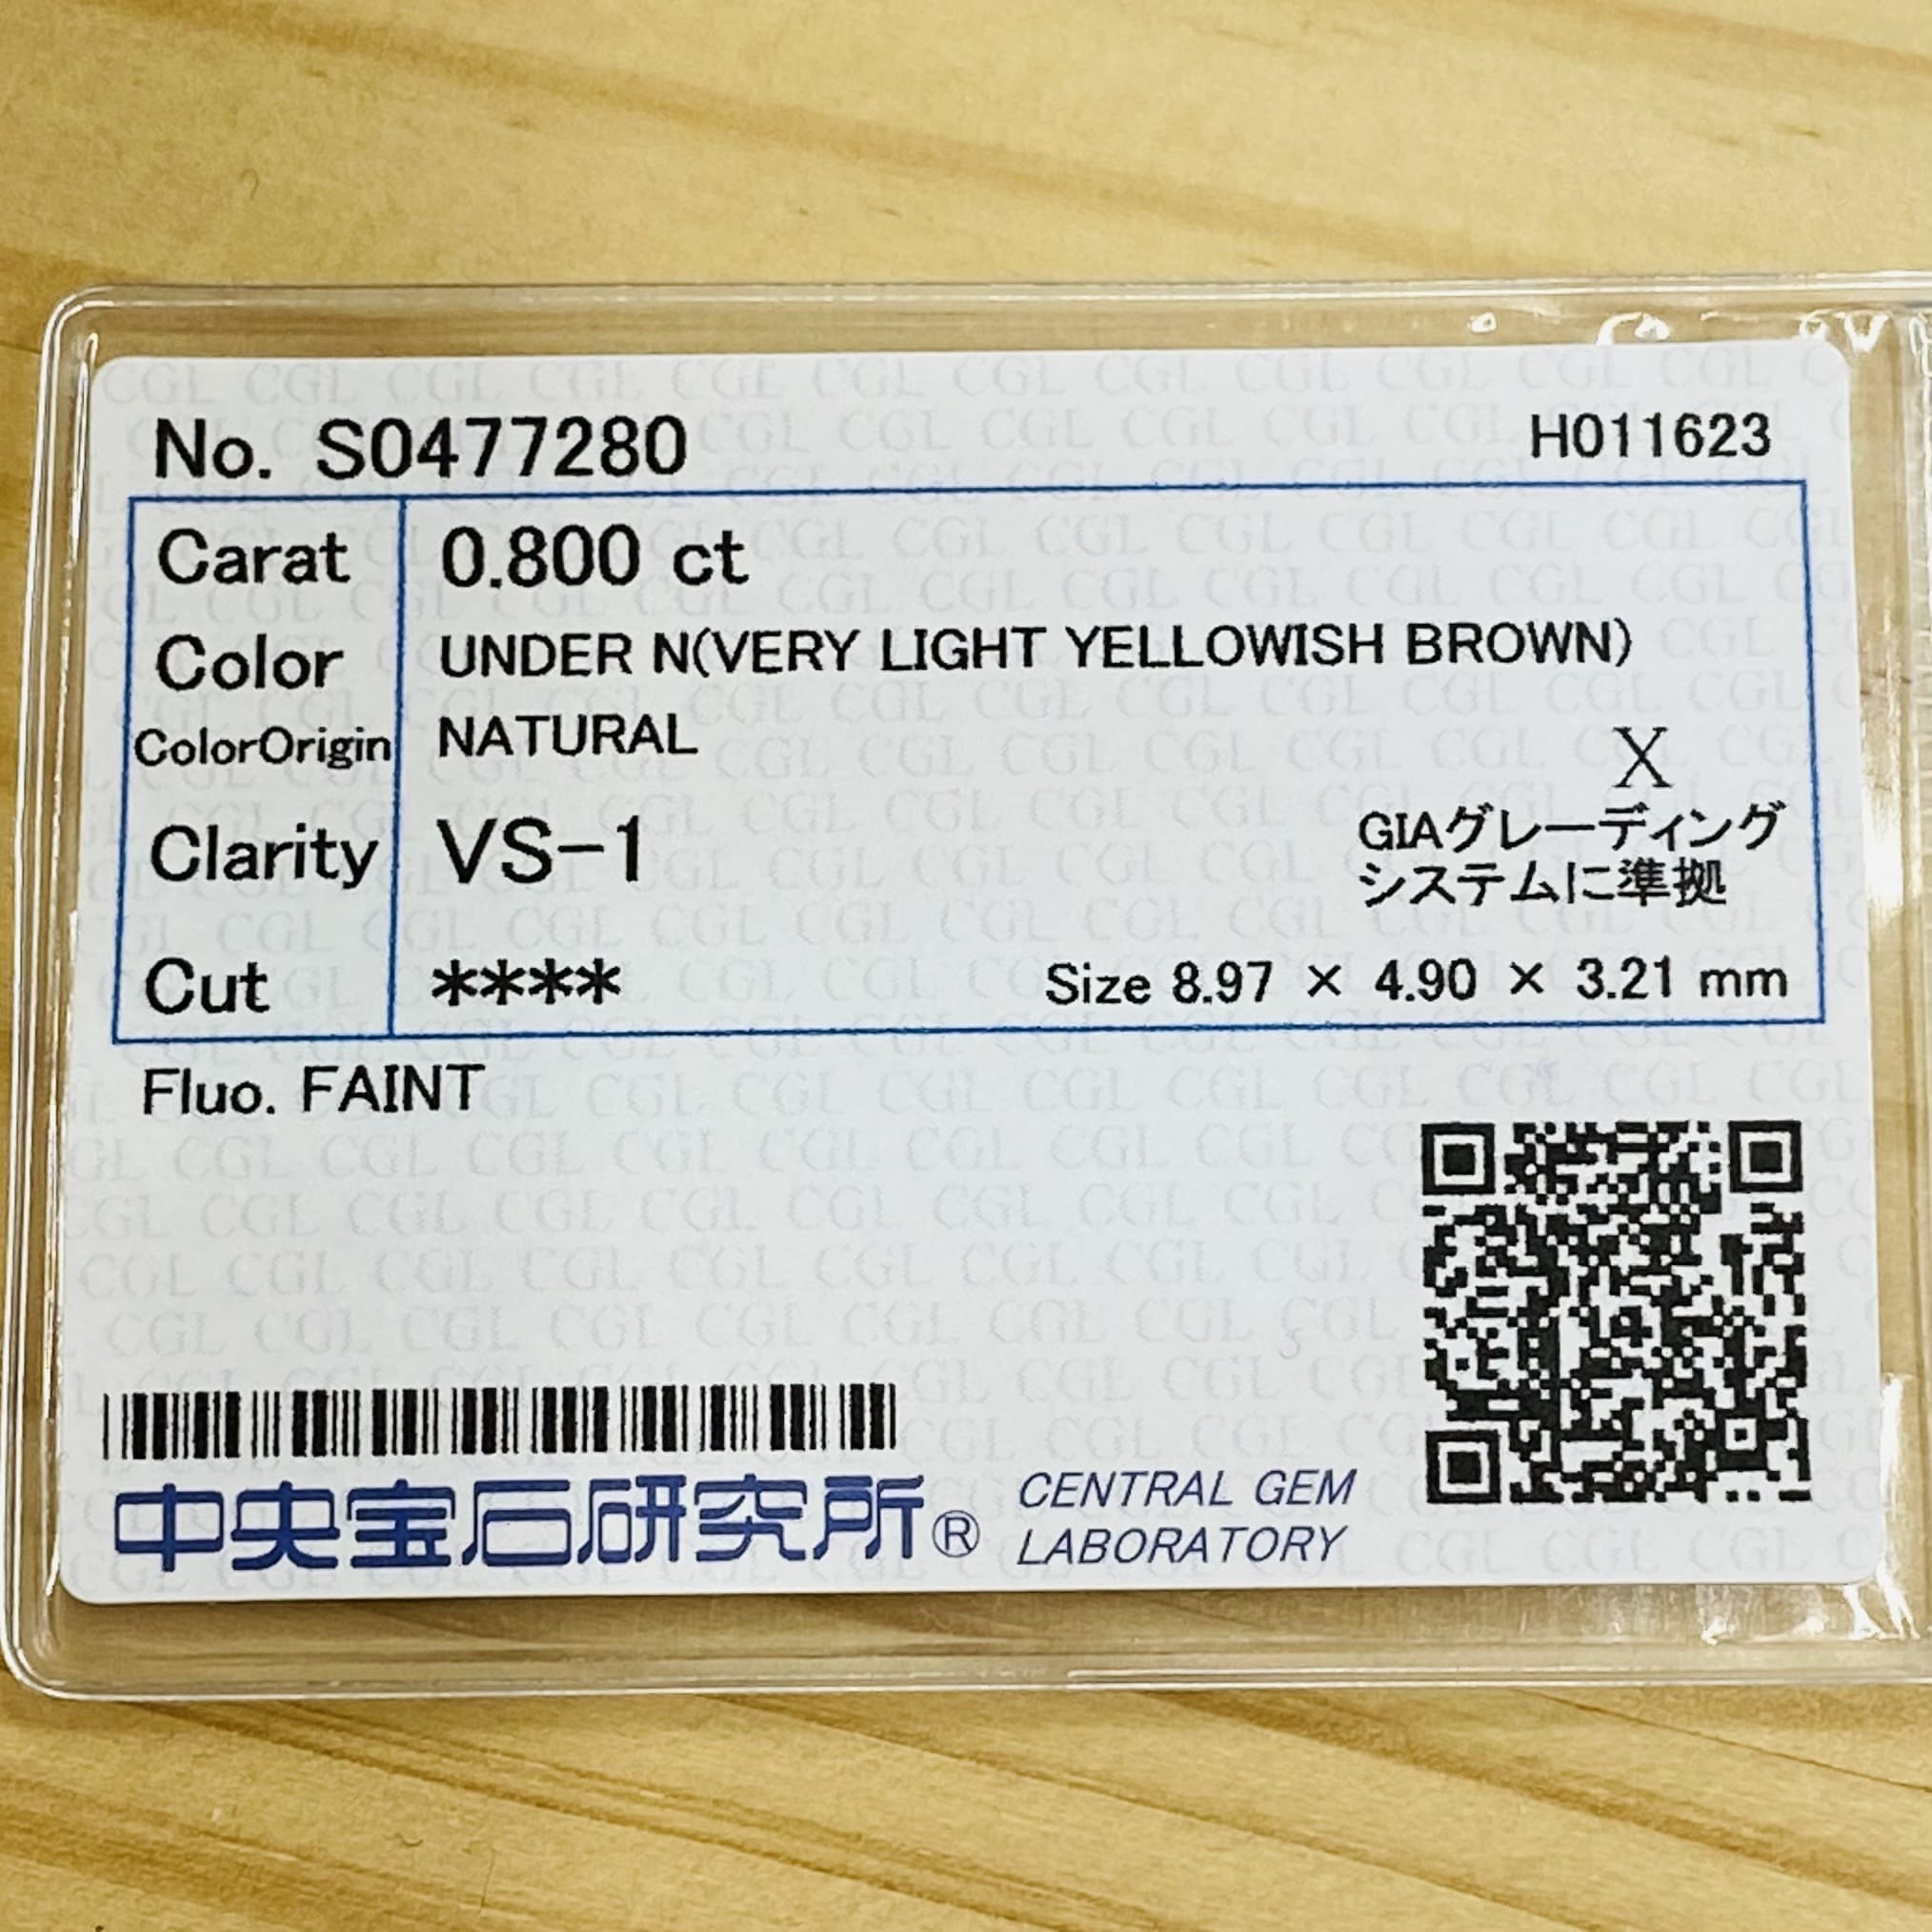 No. S0477280 H011623
Carat 0.800 ct
Color UNDER N(VERY LIGHT YELLOWISH BROWN)
ColorOrigin NATURAL
X
GIAグレーディング
システムに準拠
Clarity VS-1
Cut **** Size 8.97 × 4.90 × 3.21 mm
Fluo. FAINT
中央宝石研究所® CENTRAL GEM
LABORATORY
CGL